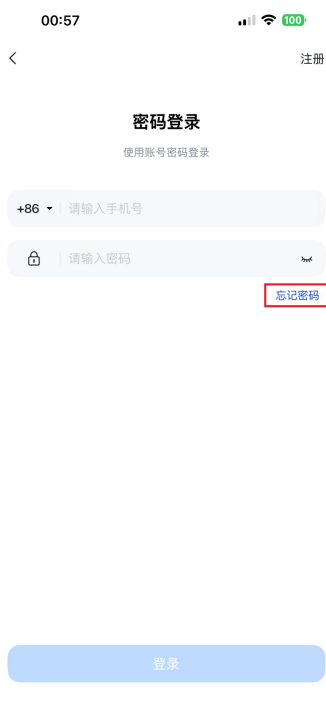 00:57
100
注册
密码登录
使用账号密码登录
+86 请输入手机号
请输入密码
忘记密码
登录